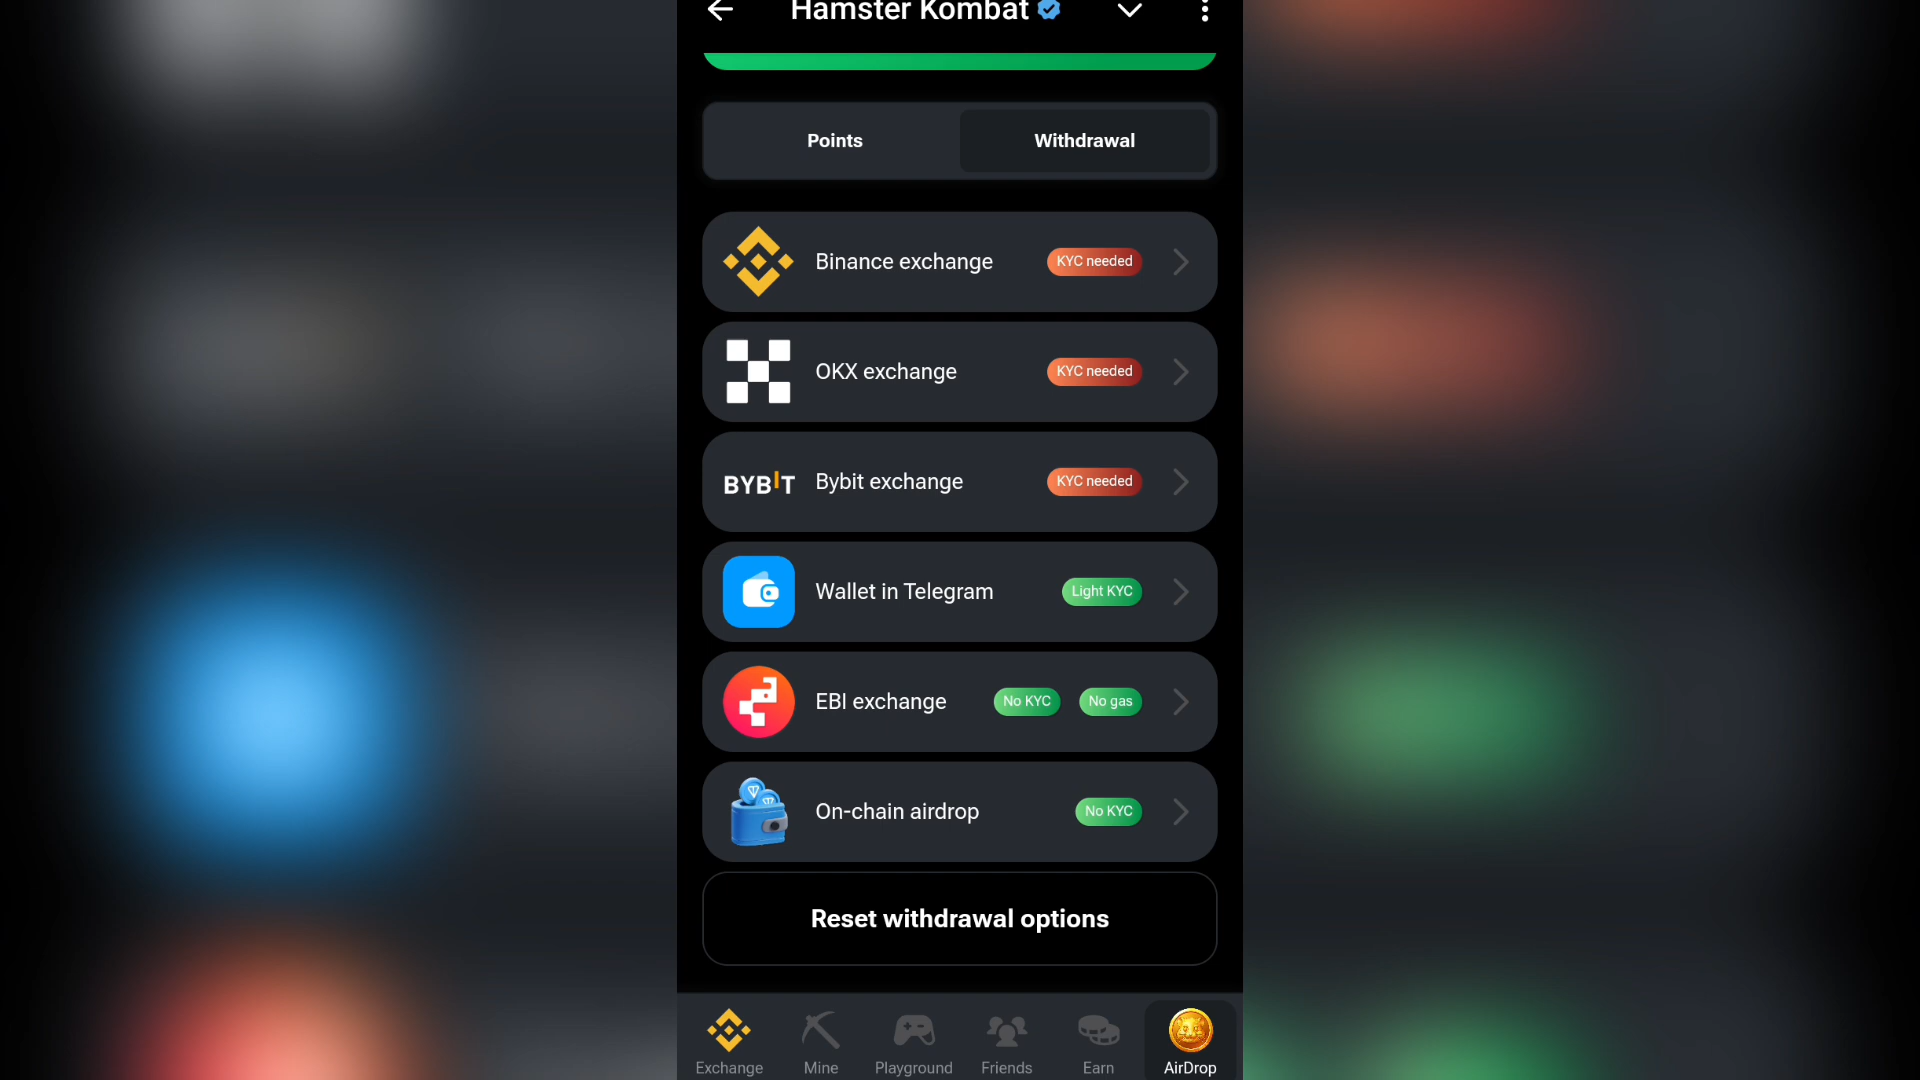 Hamster Kombat
Points
Withdrawal
Binance exchange KYC needed
OKX exchange KYC needed
BYBIT Bybit exchange KYC needed
Wallet in Telegram Light KYC
EBI exchange No KYC No gas
On-chain airdrop No KYC
Reset withdrawal options
Exchange Mine Playground Friends Earn AirDrop